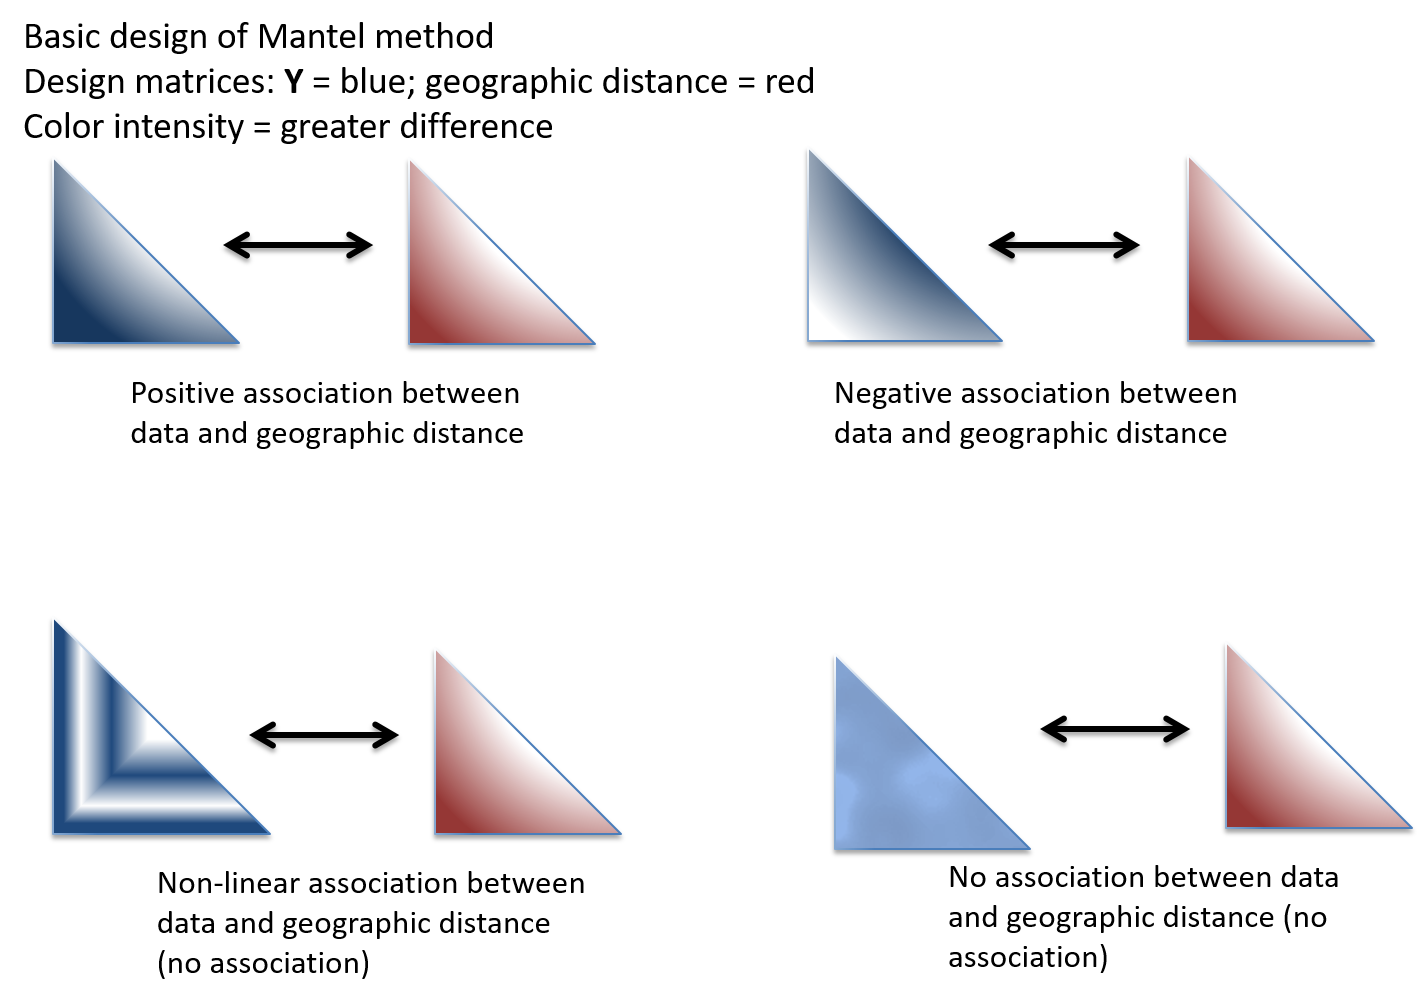 Basic design of Mantel method
Design matrices: Y = blue; geographic distance = red
Color intensity = greater difference
Positive association between
data and geographic distance
Negative association between
data and geographic distance
Non-linear association between
data and geographic distance
(no association)
No association between data
and geographic distance (no
association)